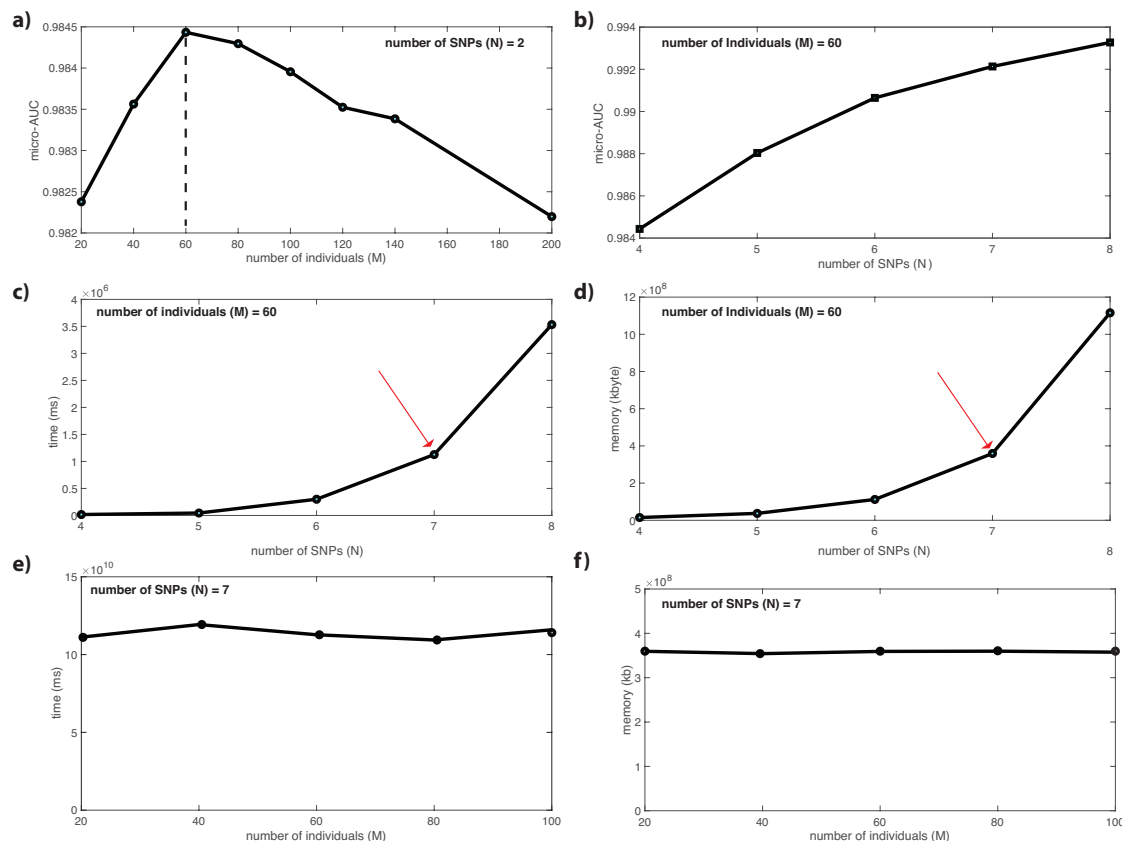 a)
number of SNPs (N) = 2
0.9845
0.984
0.9835
0.983
0.9825
0.982
micro-AUC
20 40 60 80 100 120 140 160 180 200
number of individuals (M)
b)
number of Individuals (M) = 60
0.994
0.992
0.99
0.988
0.986
0.984
micro-AUC
4 5 6 7 8
number of SNPs (N)
c)
×10^6
number of individuals (M) = 60
4
3.5
3
2.5
2
1.5
1
0.5
0
time (ms)
4 5 6 7 8
number of SNPs (N)
d)
×10^8
number of Individuals (M) = 60
12
10
8
6
4
2
0
memory (kbyte)
4 5 6 7 8
number of SNPs (N)
e)
×10^10
number of SNPs (N) = 7
15
10
5
0
time (ms)
20 40 60 80 100
number of individuals (M)
f)
×10^8
number of SNPs (N) = 7
5
4
3
2
1
0
memory (kb)
20 40 60 80 100
number of individuals (M)